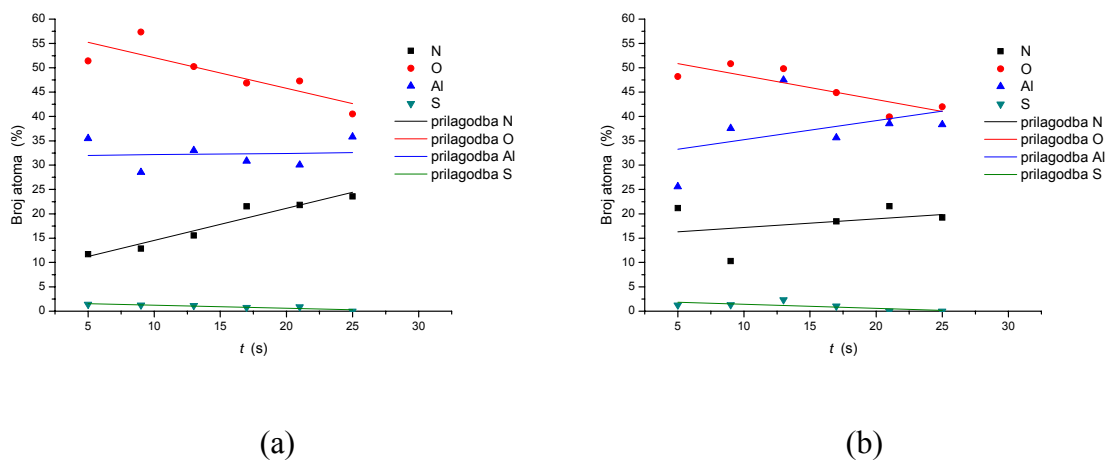 60
55
50
45
40
35
30
25
20
15
10
5
0
Broj atoma (%)
5 10 15 20 25 30
t (s)
N
O
Al
S
prilagodba N
prilagodba O
prilagodba Al
prilagodba S
(a)
60
55
50
45
40
35
30
25
20
15
10
5
0
Broj atoma (%)
5 10 15 20 25 30
t (s)
N
O
Al
S
prilagodba N
prilagodba O
prilagodba Al
prilagodba S
(b)